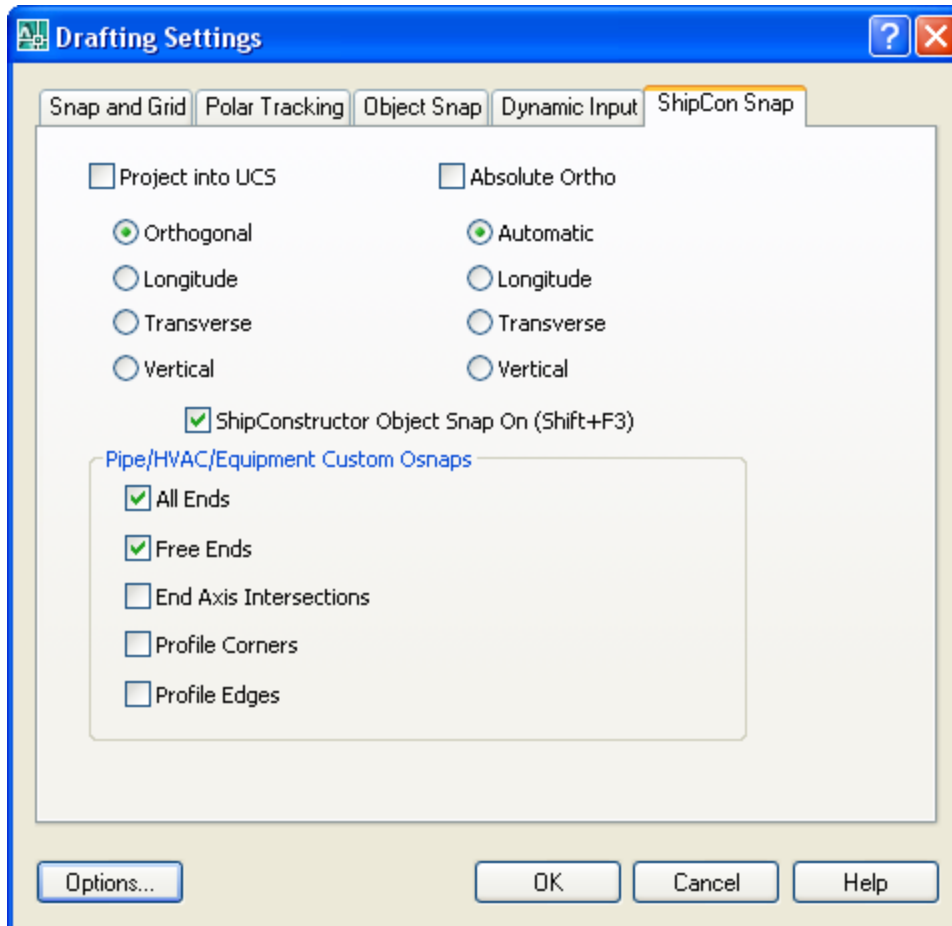 Drafting Settings
Snap and Grid Polar Tracking Object Snap Dynamic Input ShipCon Snap
Project into UCS Absolute Ortho
Orthogonal Automatic
Longitude Longitude
Transverse Transverse
Vertical Vertical
ShipConstructor Object Snap On (Shift+F3)
Pipe/HVAC/Equipment Custom Osnaps
All Ends
Free Ends
End Axis Intersections
Profile Corners
Profile Edges
Options... OK Cancel Help